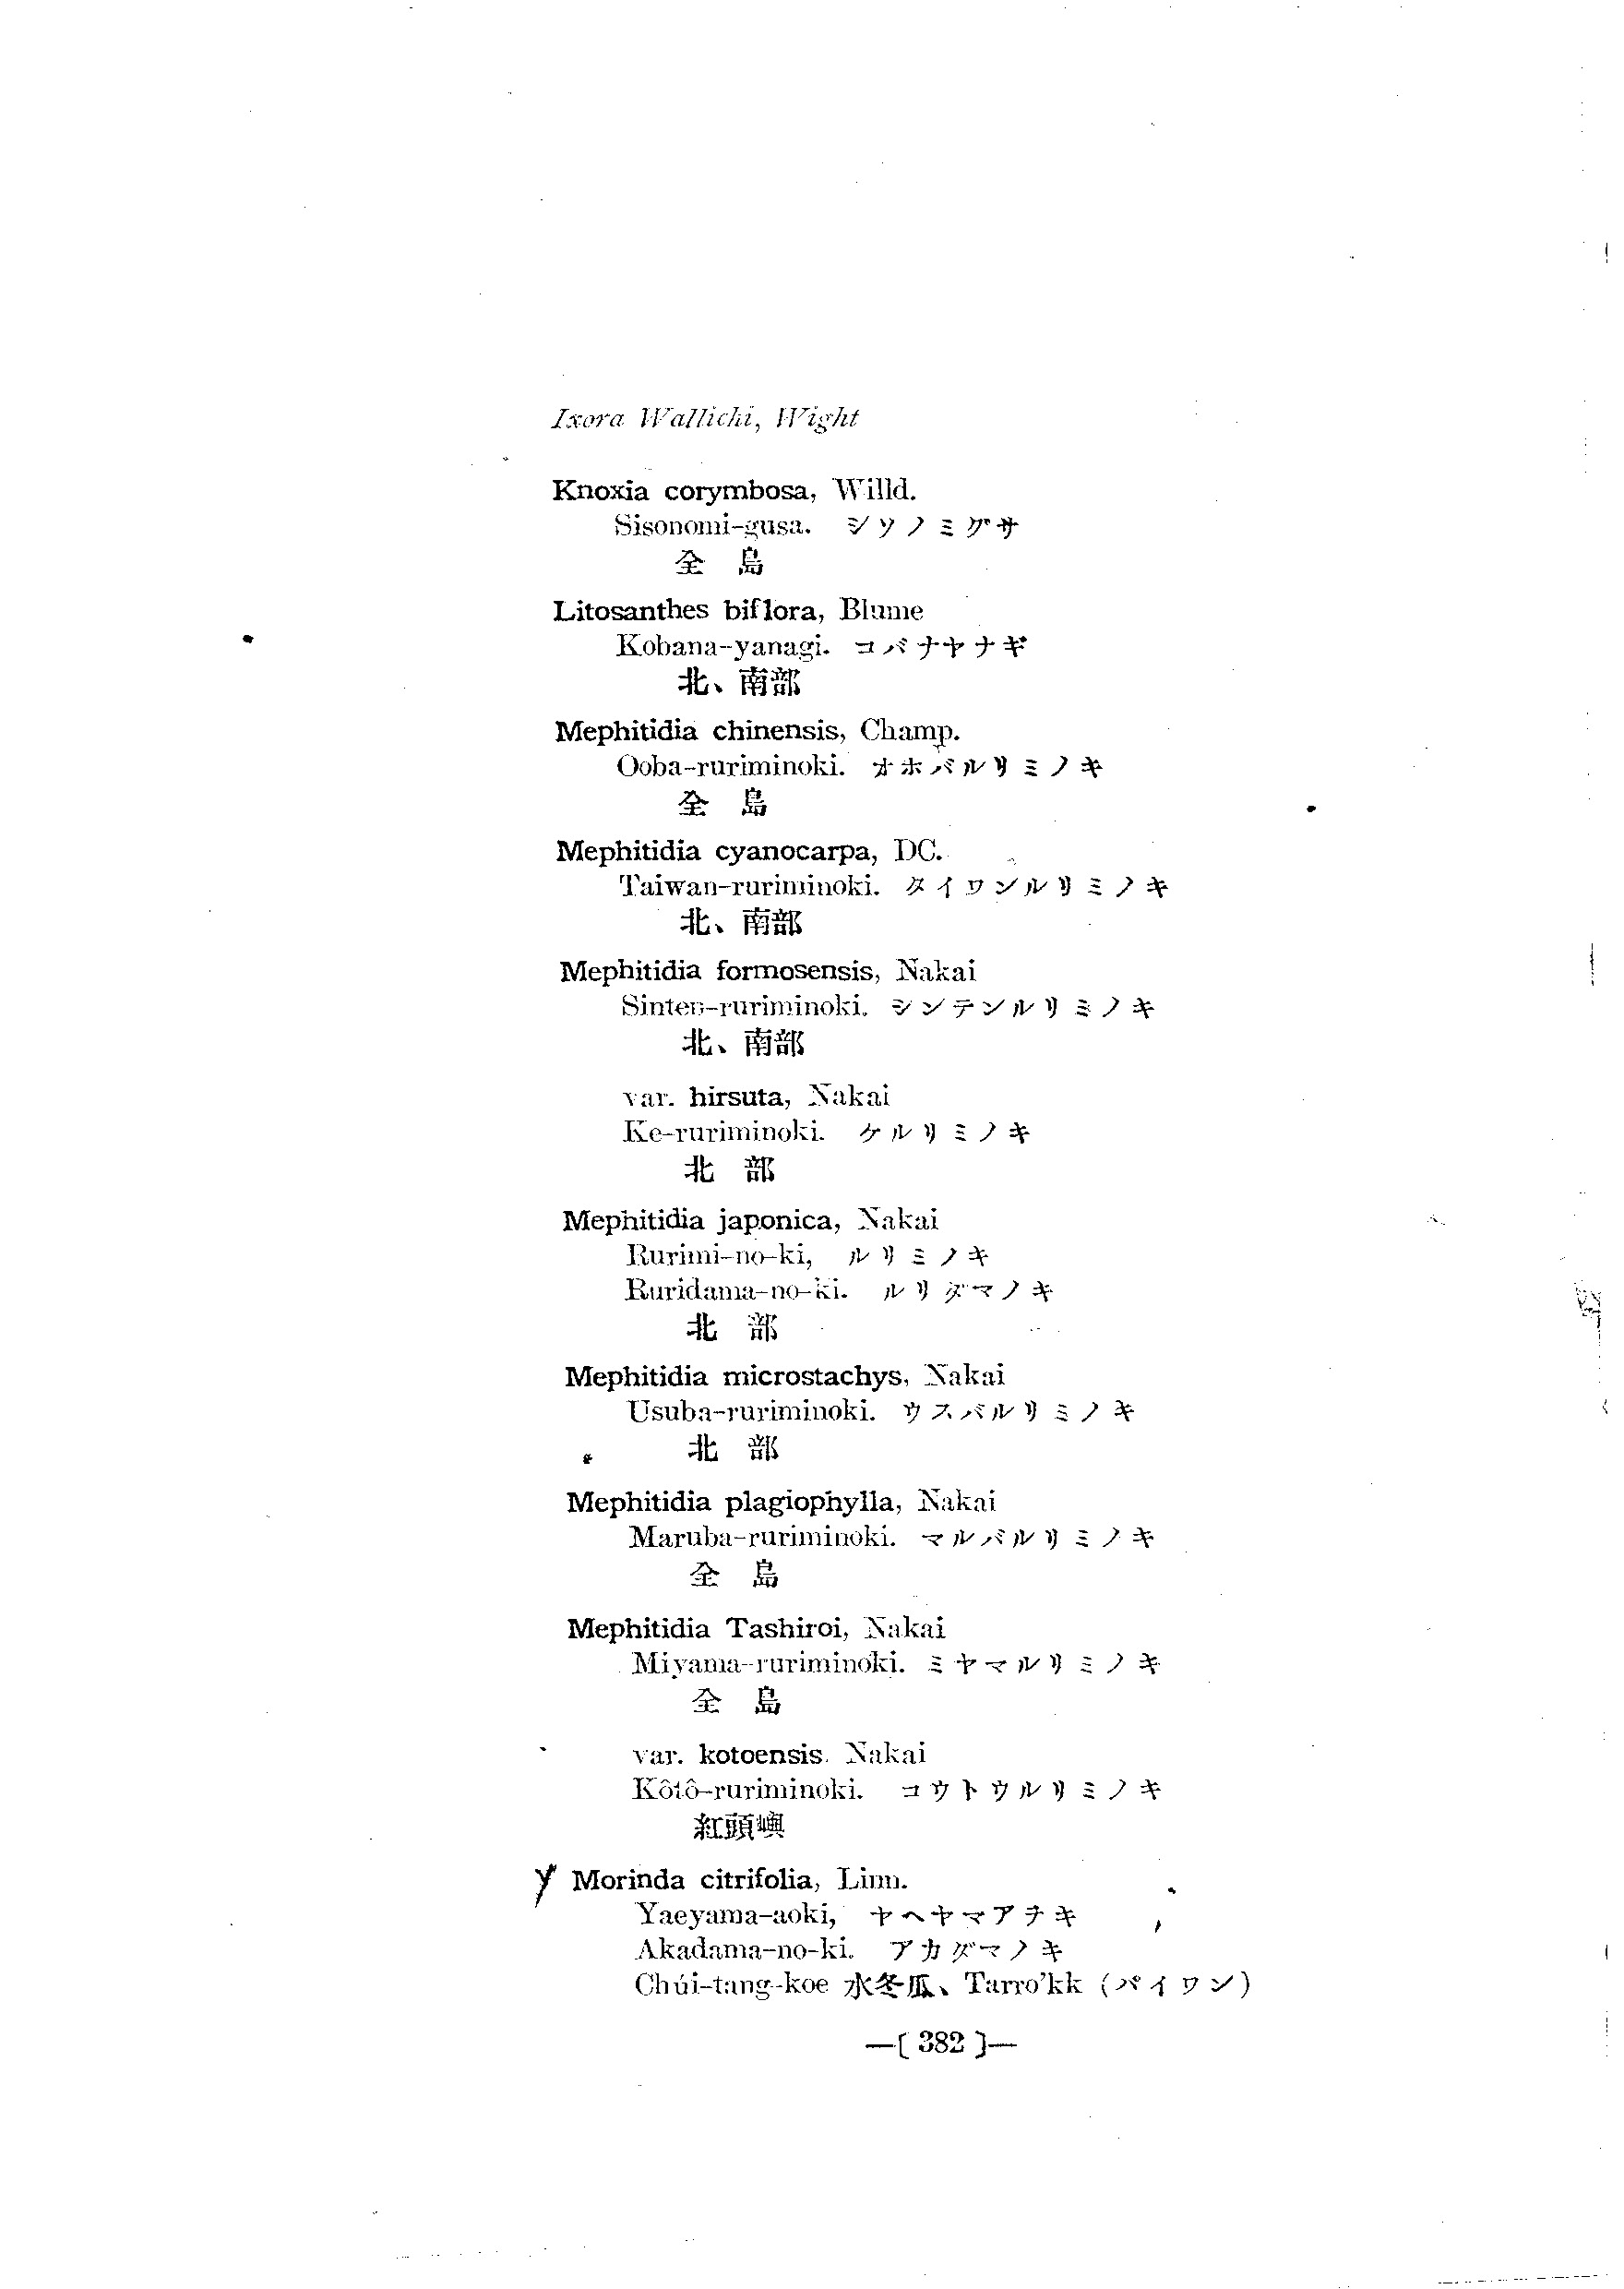 Ixora Wallichi, Wight
Knoxia corymbosa, Willd.
Sisonomi-gusa. シソノミグサ
全島
Litosanthes biflora, Blume
Kobana-yanagi. コバナヤナギ
北、南部
Mephitidia chinensis, Champ.
Ooba-ruriminoki. オホバルリミノキ
全島
Mephitidia cyanocarpa, DC.
Taiwan-ruriminoki. タイワンルリミノキ
北、南部
Mephitidia formosensis, Nakai
Sinten-ruriminoki. シンテンルリミノキ
北、南部
var. hirsuta, Nakai
Ke-ruriminoki. ケルリミノキ
北部
Mephitidia japonica, Nakai
Rurimi-no-ki, ルリミノキ
Ruridama-no-ki. ルリダマノキ
北部
Mephitidia microstachys, Nakai
Usuba-ruriminoki. ウスバルリミノキ
北部
Mephitidia plagiophylla, Nakai
Maruba-ruriminoki. マルバルリミノキ
全島
Mephitidia Tashiroi, Nakai
Miyama-ruriminoki. ミヤマルリミノキ
全島
var. kotoensis, Nakai
Kôtô-ruriminoki. コウトウルリミノキ
紅頭嶼
Morinda citrifolia, Linn.
Yaeyama-aoki, ヤヘヤマアヲキ
Akadama-no-ki. アカダマノキ
Chúi-tang-koe 水冬瓜、Tarro'kk (パイワン)
—( 382 )—